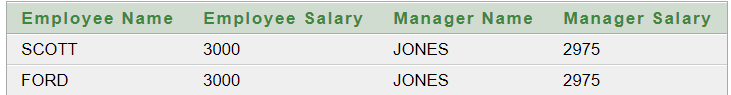 Employee Name Employee Salary Manager Name Manager Salary
SCOTT 3000 JONES 2975
FORD 3000 JONES 2975